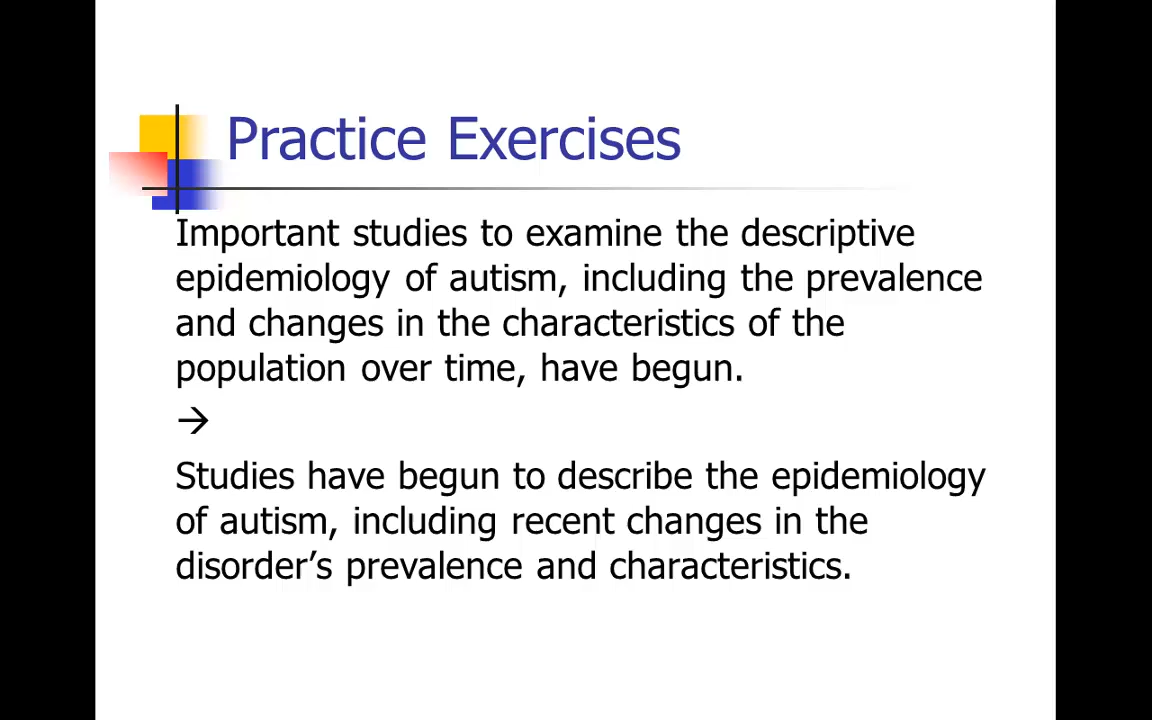 Practice Exercises
Important studies to examine the descriptive
epidemiology of autism, including the prevalence
and changes in the characteristics of the
population over time, have begun.
→
Studies have begun to describe the epidemiology
of autism, including recent changes in the
disorder’s prevalence and characteristics.